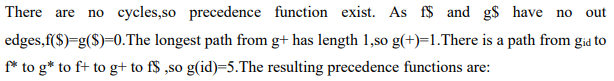 There are no cycles,so precedence function exist. As f$ and g$ have no out
edges,f($)=g($)=0.The longest path from g+ has length 1,so g(+)=1.There is a path from gid to
f* to g* to f+ to g+ to f$ ,so g(id)=5.The resulting precedence functions are: